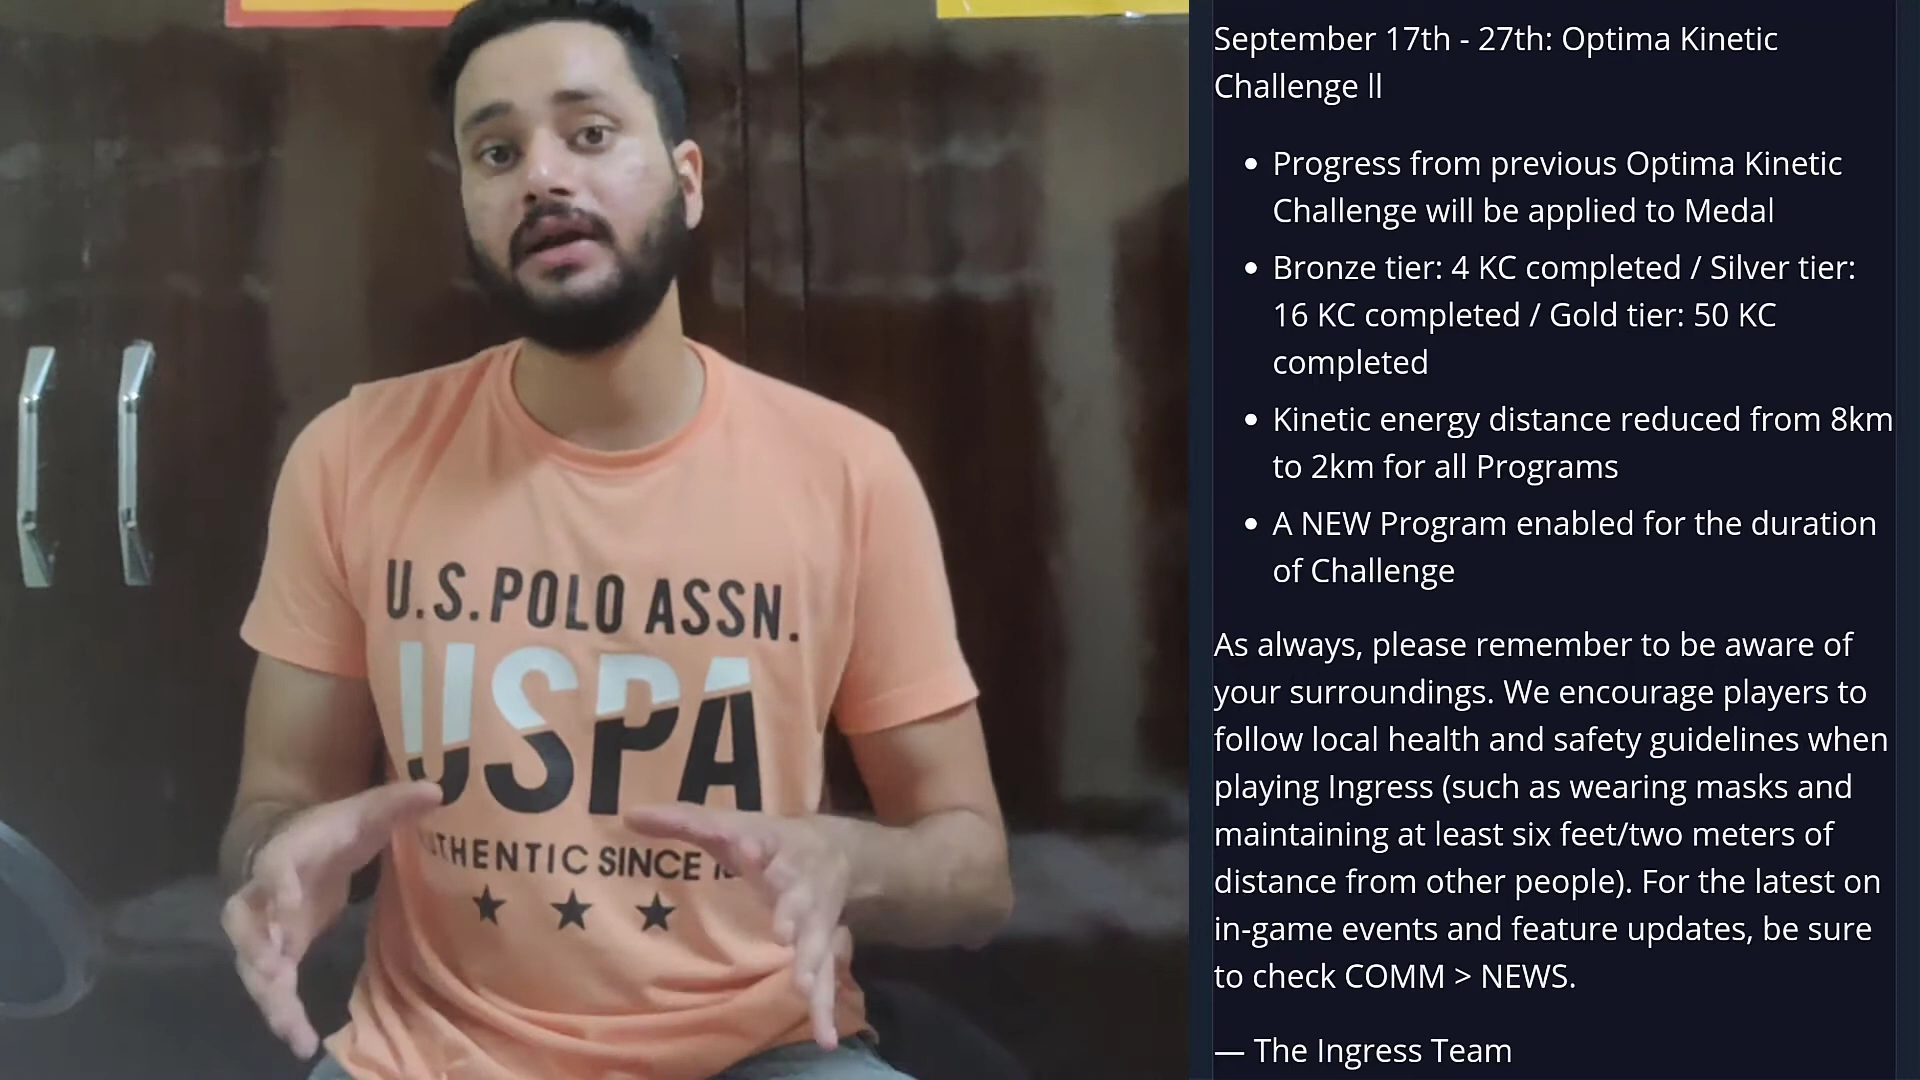 U.S. POLO ASSN.
USPA
AUTHENTIC SINCE
September 17th - 27th: Optima Kinetic
Challenge ll
• Progress from previous Optima Kinetic
Challenge will be applied to Medal
• Bronze tier: 4 KC completed / Silver tier:
16 KC completed / Gold tier: 50 KC
completed
• Kinetic energy distance reduced from 8km
to 2km for all Programs
• A NEW Program enabled for the duration
of Challenge
As always, please remember to be aware of
your surroundings. We encourage players to
follow local health and safety guidelines when
playing Ingress (such as wearing masks and
maintaining at least six feet/two meters of
distance from other people). For the latest on
in-game events and feature updates, be sure
to check COMM > NEWS.
— The Ingress Team